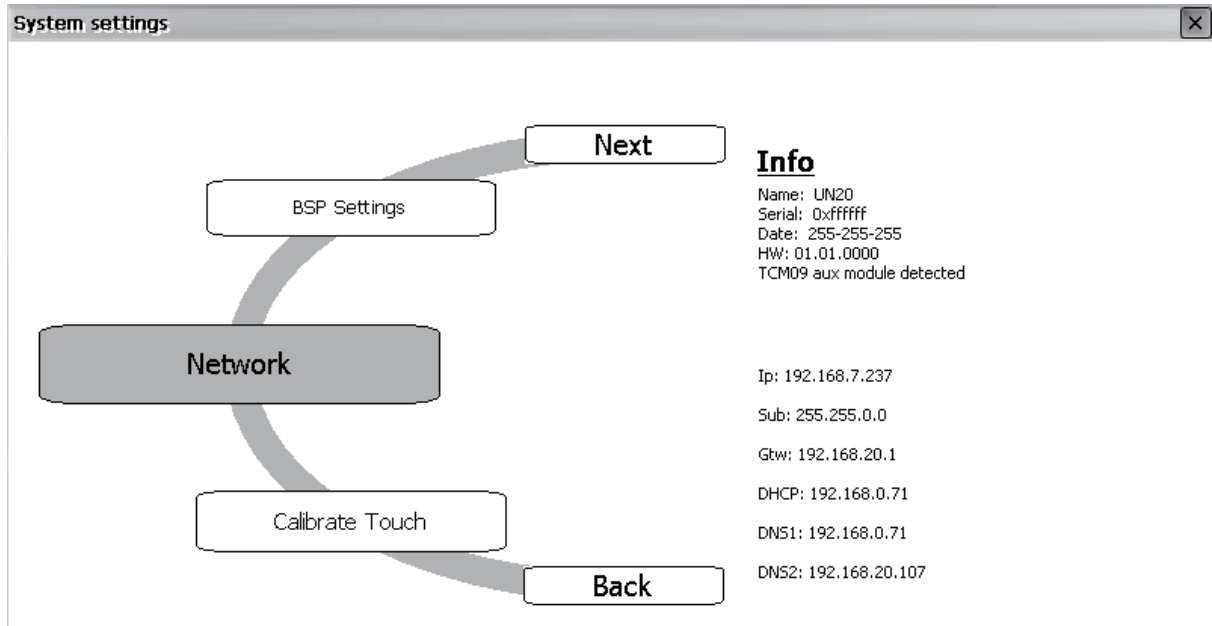 System settings
Next
BSP Settings
Network
Calibrate Touch
Back
Info
Name: UN20
Serial: 0xffffff
Date: 255-255-255
HW: 01.01.0000
TCM09 aux module detected
Ip: 192.168.7.237
Sub: 255.255.0.0
Gtw: 192.168.20.1
DHCP: 192.168.0.71
DNS1: 192.168.0.71
DNS2: 192.168.20.107